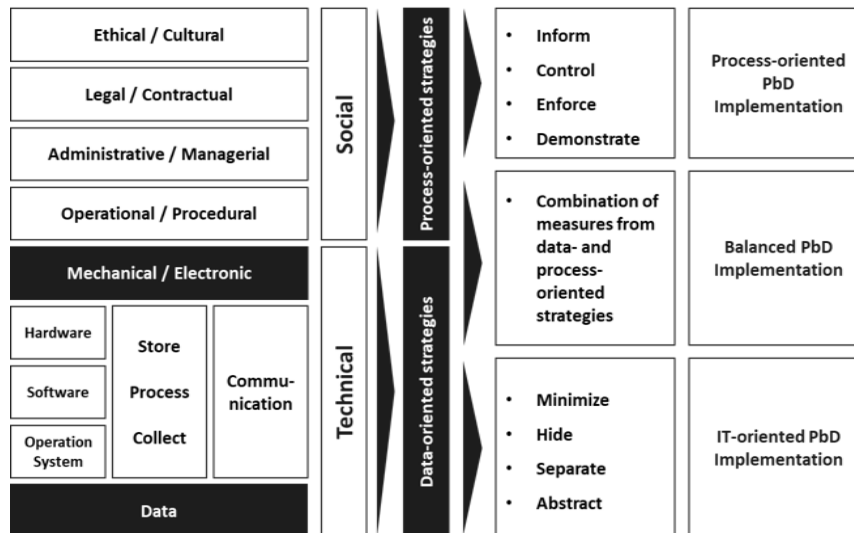 Ethical / Cultural
Legal / Contractual
Administrative / Managerial
Operational / Procedural
Mechanical / Electronic
Hardware
Software
Operation
System
Store
Process
Collect
Commu-
nication
Data
Social
Technical
Process-oriented strategies
Data-oriented strategies
• Inform
• Control
• Enforce
• Demonstrate
• Combination of
measures from
data- and
process-
oriented
strategies
• Minimize
• Hide
• Separate
• Abstract
Process-oriented
PbD
Implementation
Balanced PbD
Implementation
IT-oriented PbD
Implementation